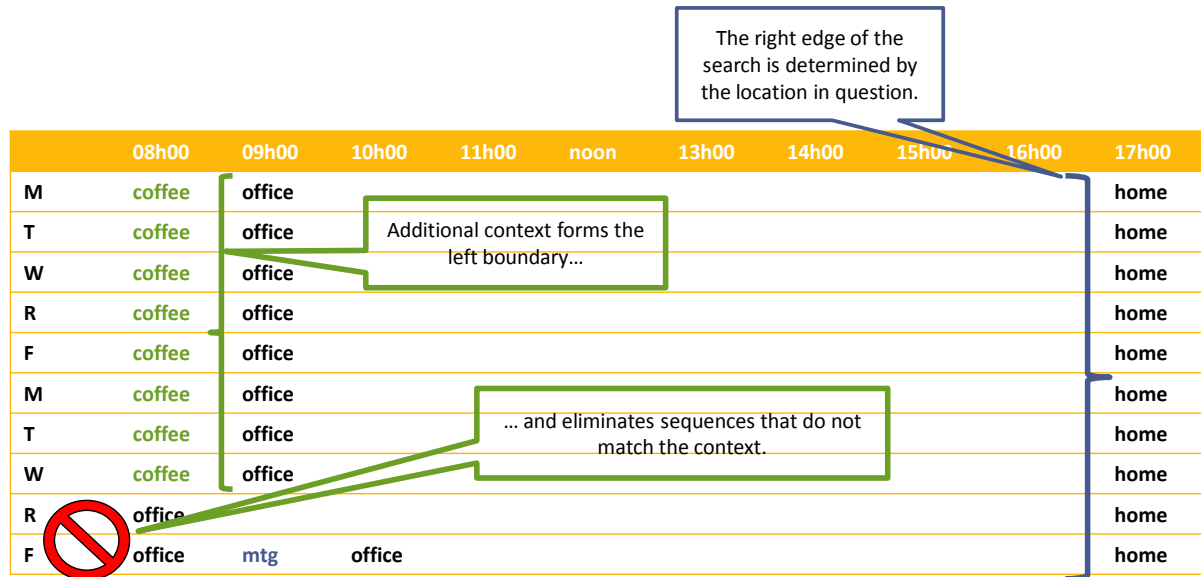 The right edge of the
search is determined by
the location in question.
08h00 09h00 10h00 11h00 noon 13h00 14h00 15h00 16h00 17h00
M coffee office home
T coffee office home
Additional context forms the
left boundary…
W coffee office home
R coffee office home
F coffee office home
M coffee office home
T coffee office home
… and eliminates sequences that do not
match the context.
W coffee office home
R office home
F office mtg office home